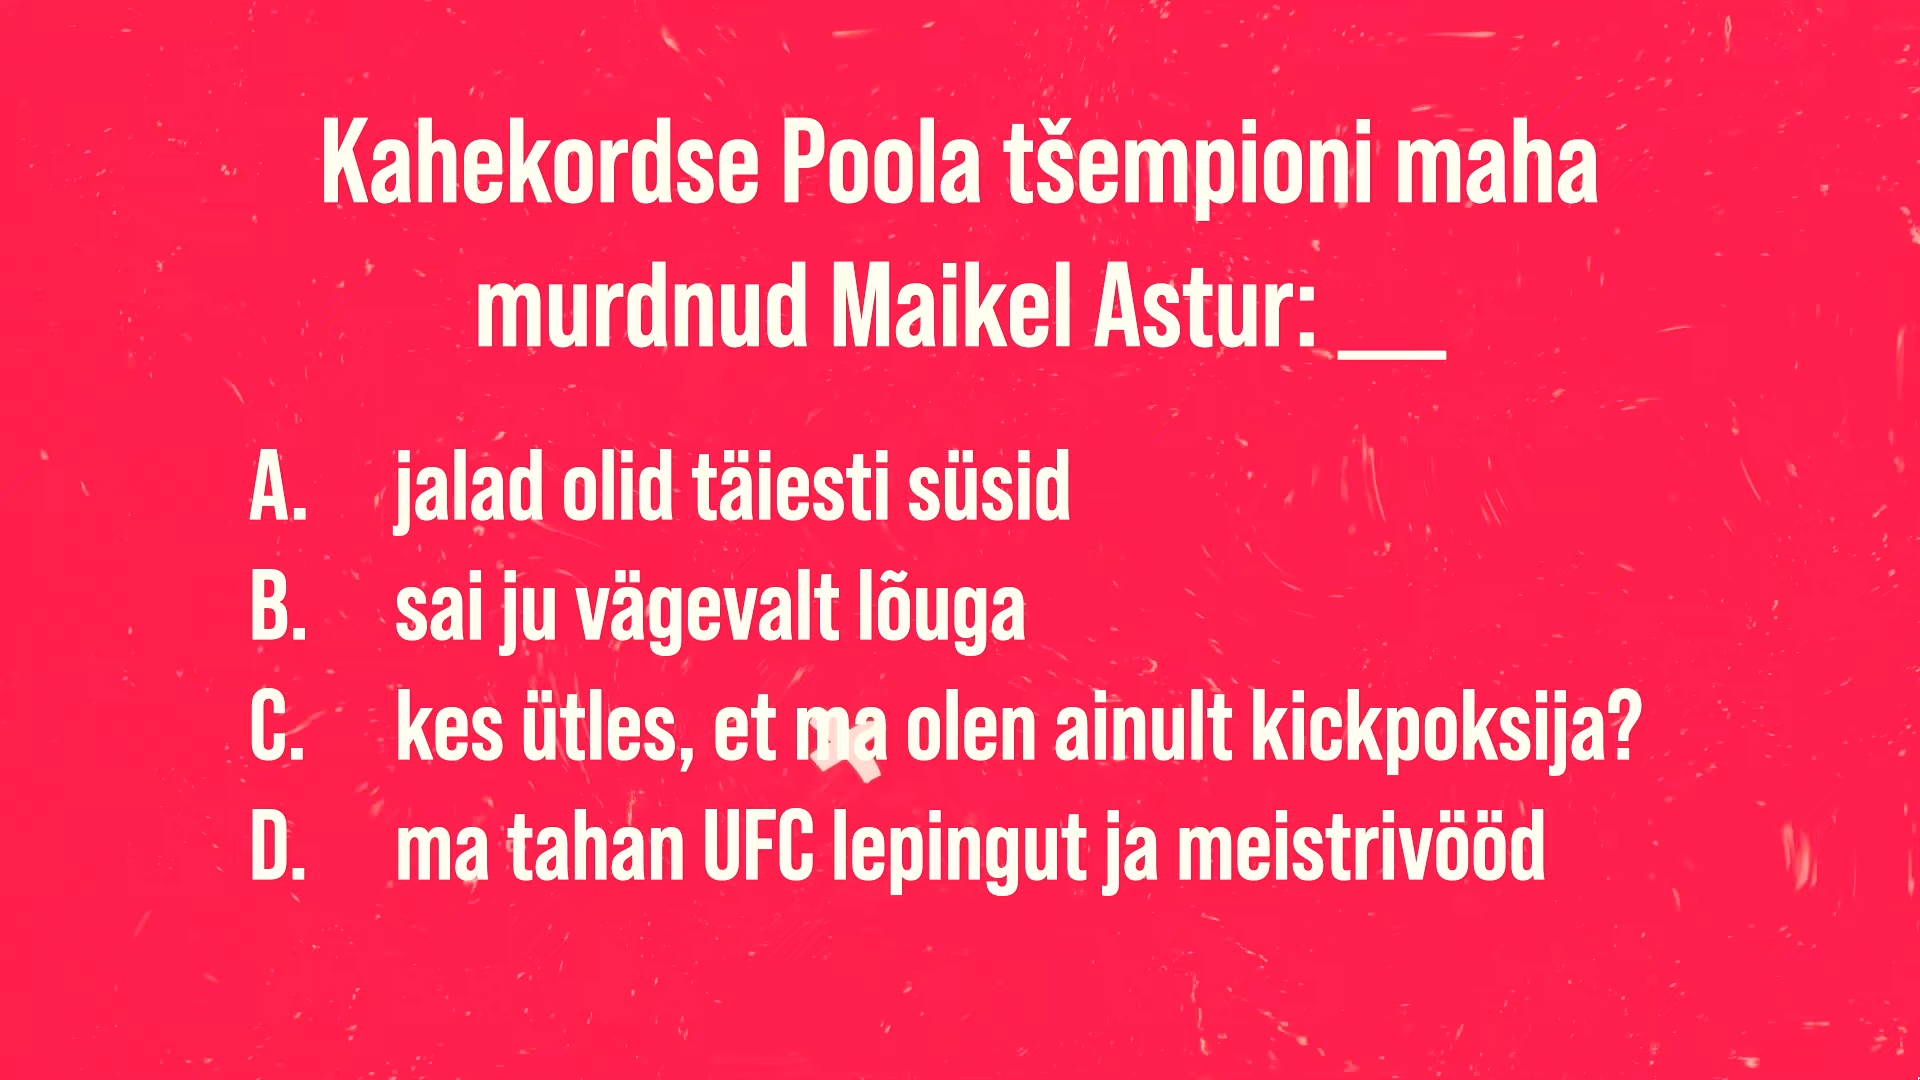 Kahekordse Poola tšempioni maha
murdnud Maikel Astur: __
A. jalad olid täiesti süsid
B. sai ju vägevalt lõuga
C. kes ütles, et ma olen ainult kickpoksija?
D. ma tahan UFC lepingut ja meistrivööd